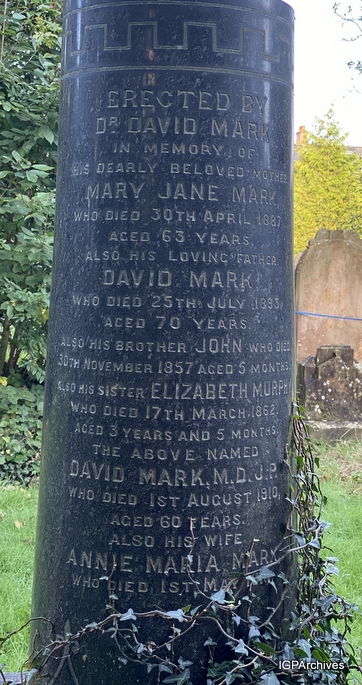 ERECTED BY
DR DAVID MARK
IN MEMORY OF
HIS DEARLY BELOVED MOTHER
MARY JANE MARK,
WHO DIED 30TH APRIL 1887
AGED 63 YEARS.
ALSO HIS LOVING FATHER
DAVID MARK
WHO DIED 25TH JULY 1893
AGED 70 YEARS.
ALSO HIS BROTHER JOHN WHO DIED
30TH NOVEMBER 1857 AGED 5 MONTHS.
ALSO HIS SISTER ELIZABETH MURPHY
WHO DIED 17TH MARCH 1862,
AGED 3 YEARS AND 5 MONTHS.
THE ABOVE NAMED
DAVID MARK, M.D. J.P.
WHO DIED 1ST AUGUST 1910,
AGED 60 YEARS.
ALSO HIS WIFE
ANNIE MARIA MARK
WHO DIED
IGPArchives